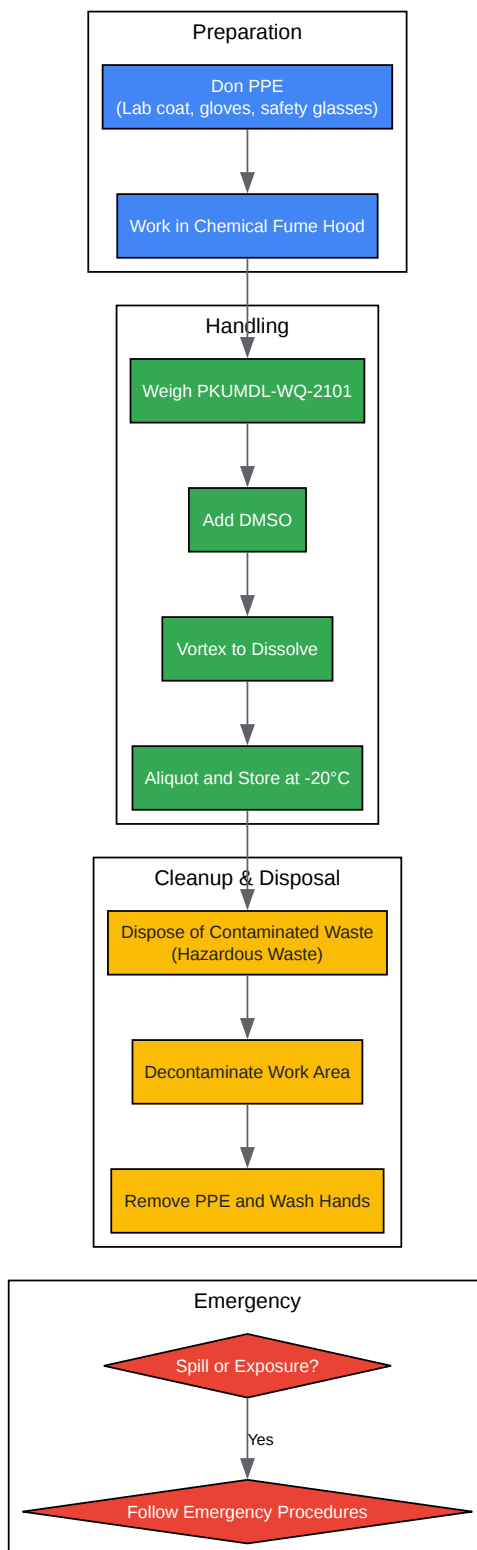 Preparation
Don PPE
(Lab coat, gloves, safety glasses)
Work in Chemical Fume Hood
Handling
Weigh PKUMDL-WQ-2101
Add DMSO
Vortex to Dissolve
Aliquot and Store at -20°C
Cleanup & Disposal
Dispose of Contaminated Waste
(Hazardous Waste)
Decontaminate Work Area
Remove PPE and Wash Hands
Emergency
Spill or Exposure?
Yes
Follow Emergency Procedures